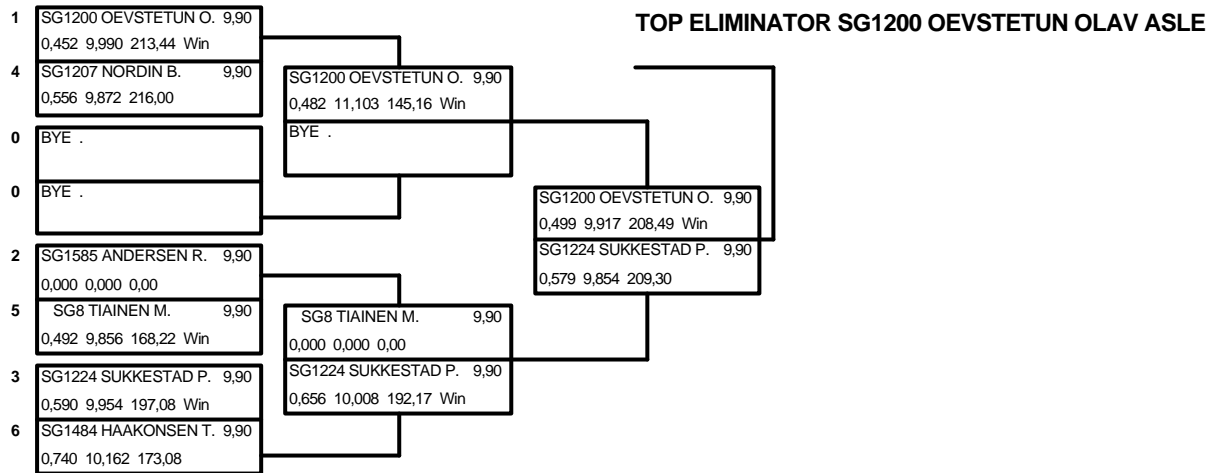 TOP ELIMINATOR SG1200 OEVSTETUN OLAV ASLE
1 SG1200 OEVSTETUN O. 9,90
0,452 9,990 213,44 Win
4 SG1207 NORDIN B. 9,90
0,556 9,872 216,00
0 BYE .
0 BYE .
2 SG1585 ANDERSEN R. 9,90
0,000 0,000 0,00
5 SG8 TIAINEN M. 9,90
0,492 9,856 168,22 Win
3 SG1224 SUKKESTAD P. 9,90
0,590 9,954 197,08 Win
6 SG1484 HAAKONSEN T. 9,90
0,740 10,162 173,08
SG1200 OEVSTETUN O. 9,90
0,482 11,103 145,16 Win
BYE .
SG8 TIAINEN M. 9,90
0,000 0,000 0,00
SG1224 SUKKESTAD P. 9,90
0,656 10,008 192,17 Win
SG1200 OEVSTETUN O. 9,90
0,499 9,917 208,49 Win
SG1224 SUKKESTAD P. 9,90
0,579 9,854 209,30